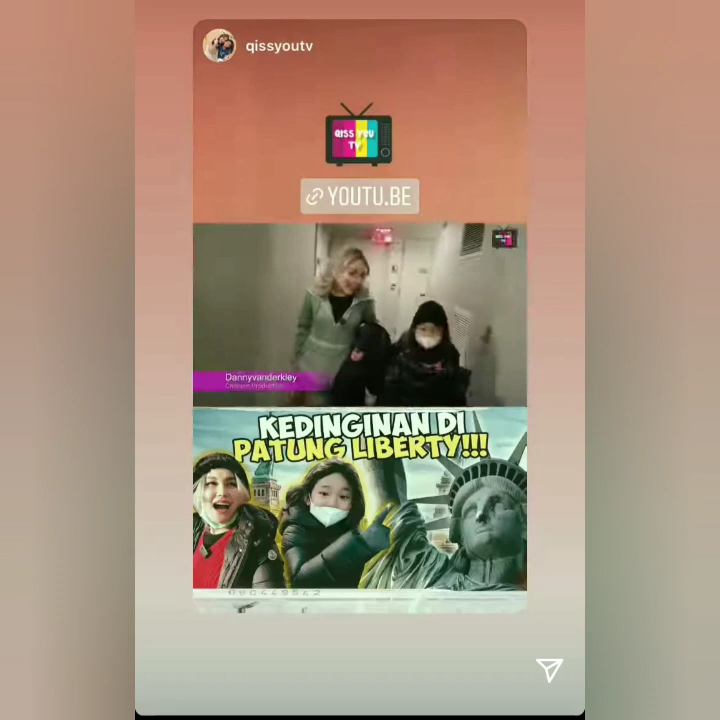 qissyoutv
QISS YOU
TV
YOUTU.BE
Dannyvanderkley
KEDINGINAN DI
PATUNG LIBERTY!!!